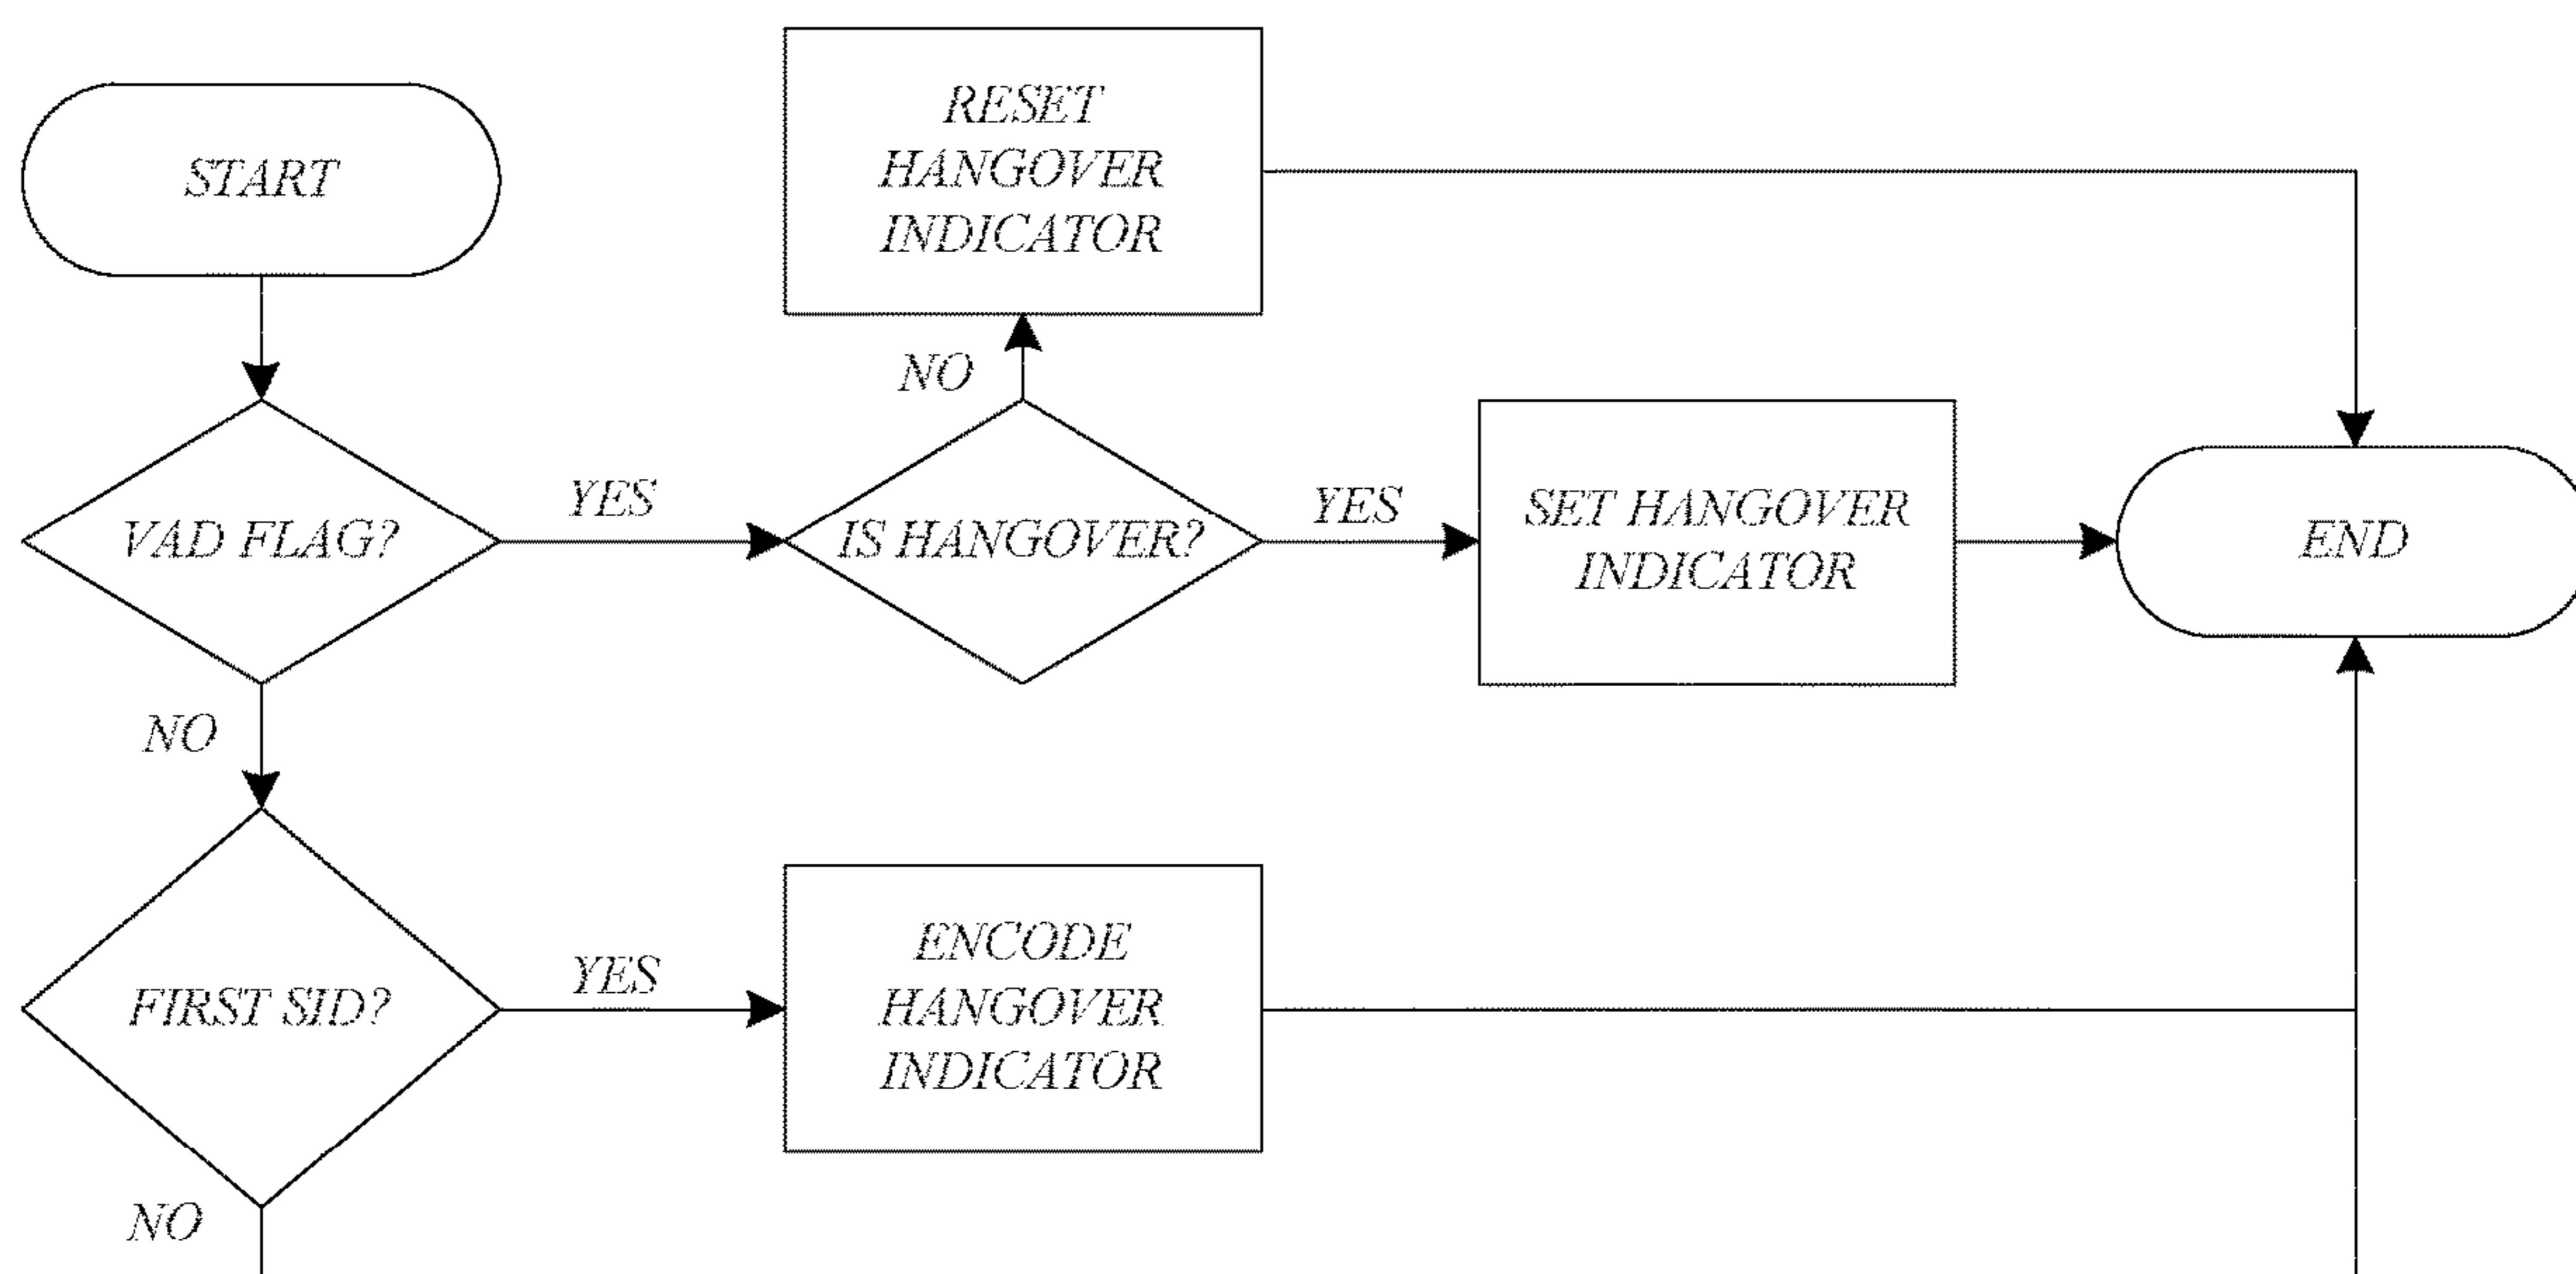 START
RESET
HANGOVER
INDICATOR
NO
VAD FLAG?
YES
IS HANGOVER?
YES
SET HANGOVER
INDICATOR
END
NO
FIRST SID?
YES
ENCODE
HANGOVER
INDICATOR
NO